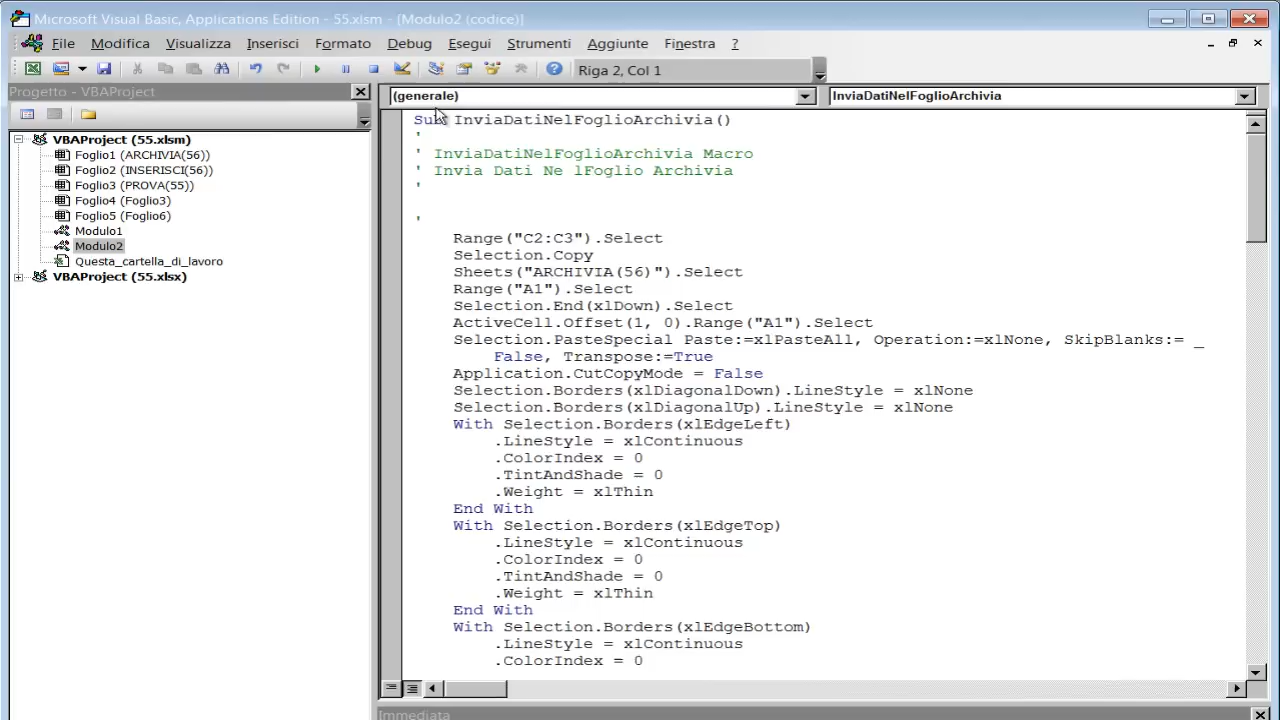 Microsoft Visual Basic, Applications Edition - 55.xlsm - [Modulo2 (codice)]
File Modifica Visualizza Inserisci Formato Debug Esegui Strumenti Aggiunte Finestra ?
Riga 2, Col 1
Progetto - VBAProject
(generale) InviaDatiNelFoglioArchivia
VBAProject (55.xlsm)
Foglio1 (ARCHIVIA(56))
Foglio2 (INSERISCI(56))
Foglio3 (PROVA(55))
Foglio4 (Foglio3)
Foglio5 (Foglio6)
Modulo1
Modulo2
Questa_cartella_di_lavoro
VBAProject (55.xlsx)
Sub InviaDatiNelFoglioArchivia()
'
' InviaDatiNelFoglioArchivia Macro
' Invia Dati Ne lFoglio Archivia
'
'
Range("C2:C3").Select
Selection.Copy
Sheets("ARCHIVIA(56)").Select
Range("A1").Select
Selection.End(xlDown).Select
ActiveCell.Offset(1, 0).Range("A1").Select
Selection.PasteSpecial Paste:=xlPasteAll, Operation:=xlNone, SkipBlanks:= _
False, Transpose:=True
Application.CutCopyMode = False
Selection.Borders(xlDiagonalDown).LineStyle = xlNone
Selection.Borders(xlDiagonalUp).LineStyle = xlNone
With Selection.Borders(xlEdgeLeft)
.LineStyle = xlContinuous
.ColorIndex = 0
.TintAndShade = 0
.Weight = xlThin
End With
With Selection.Borders(xlEdgeTop)
.LineStyle = xlContinuous
.ColorIndex = 0
.TintAndShade = 0
.Weight = xlThin
End With
With Selection.Borders(xlEdgeBottom)
.LineStyle = xlContinuous
.ColorIndex = 0
Immediata